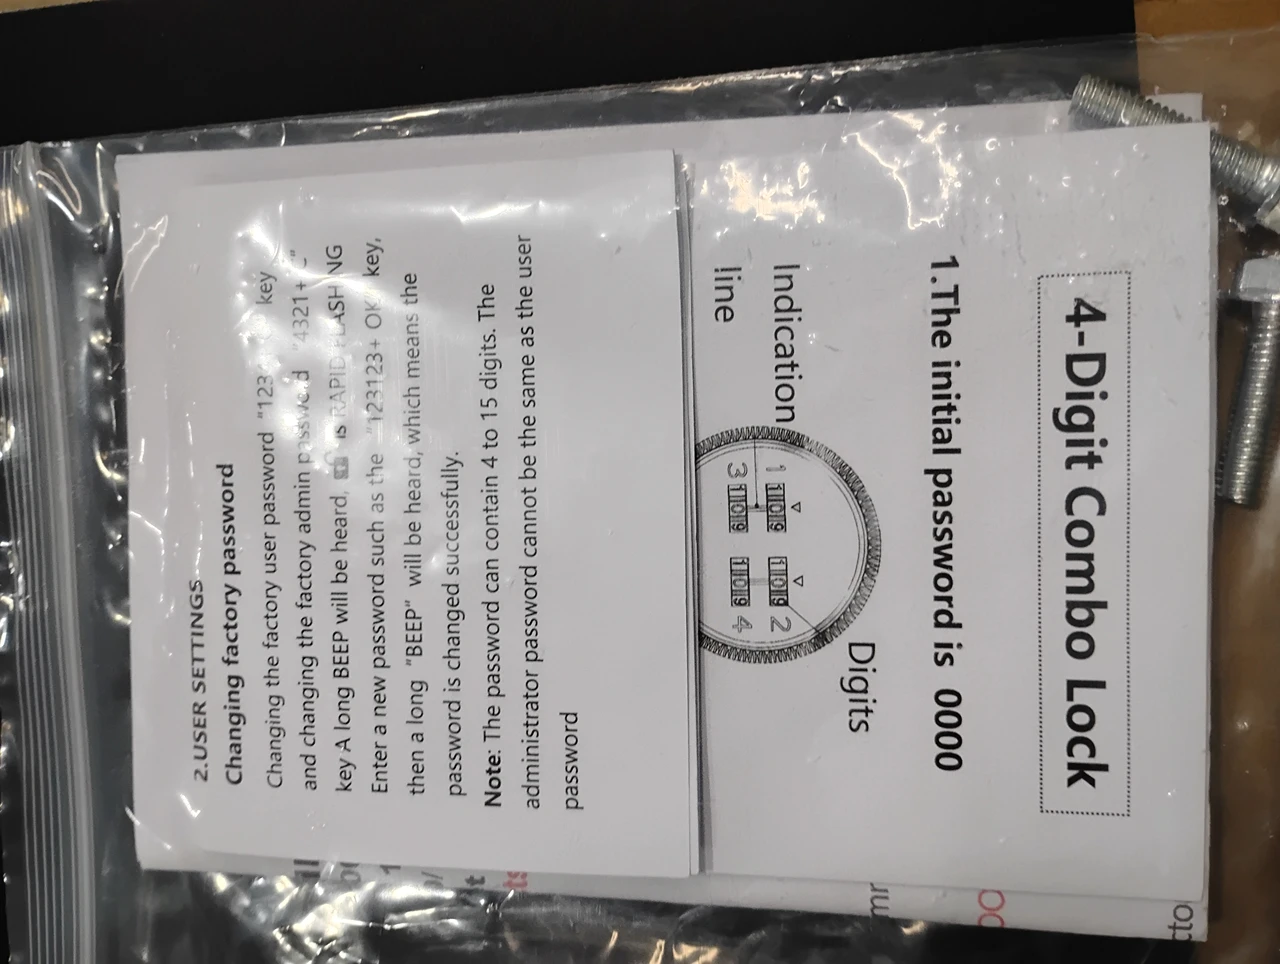 4-Digit Combo Lock
1.The initial password is 0000
Digits
Indication
line
1
2
3
4
2.USER SETTINGS
Changing factory password
Changing the factory user password "123 key
and changing the factory admin password "4321+
key A long BEEP will be heard, is RAPID FLASHING
Enter a new password such as the "123123+ OK" key,
then a long "BEEP" will be heard, which means the
password is changed successfully.
Note: The password can contain 4 to 15 digits. The
administrator password cannot be the same as the user
password